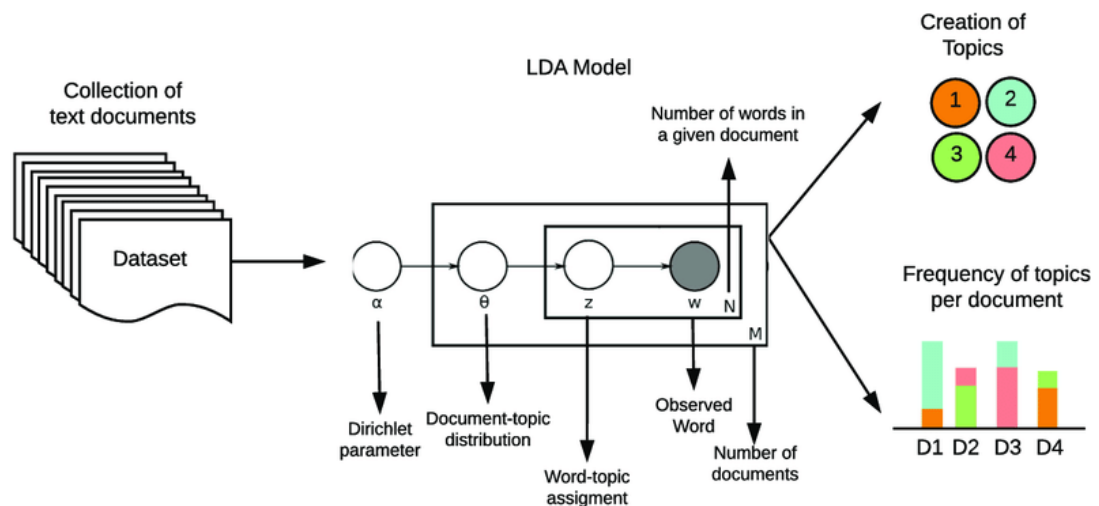 Collection of
text documents
Dataset
LDA Model
Number of words in
a given document
α
θ
z
w
N
M
Dirichlet
parameter
Document-topic
distribution
Word-topic
assigment
Observed
Word
Number of
documents
Creation of
Topics
1
2
3
4
Frequency of topics
per document
D1 D2 D3 D4